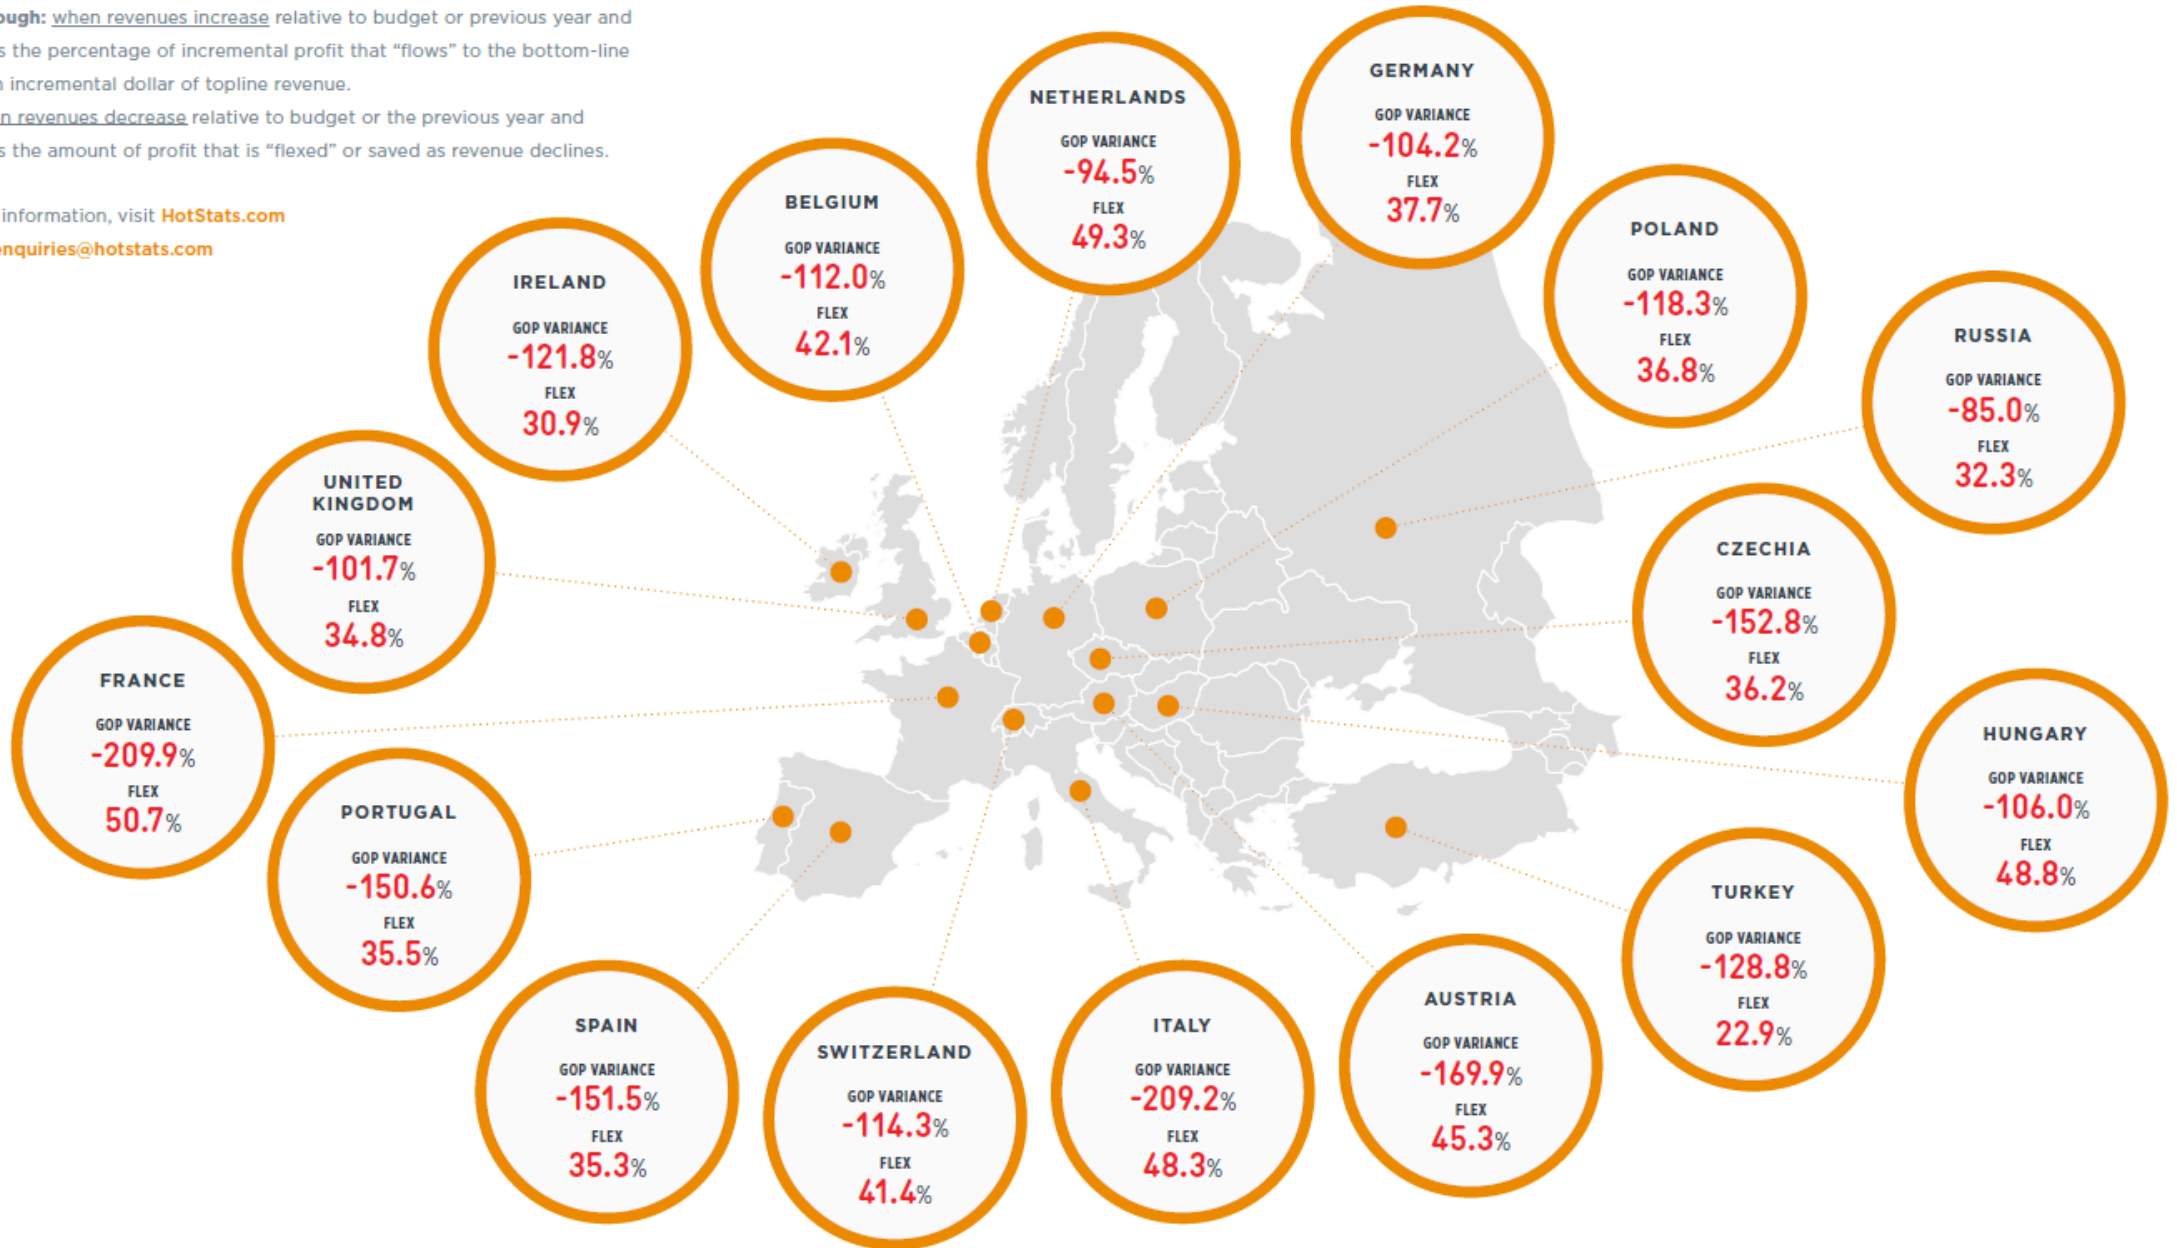 ough: when revenues increase relative to budget or previous year and
s the percentage of incremental profit that “flows” to the bottom-line
incremental dollar of topline revenue.
n revenues decrease relative to budget or the previous year and
s the amount of profit that is “flexed” or saved as revenue declines.
information, visit HotStats.com
enquiries@hotstats.com
NETHERLANDS
GOP VARIANCE
-94.5%
FLEX
49.3%
GERMANY
GOP VARIANCE
-104.2%
FLEX
37.7%
BELGIUM
GOP VARIANCE
-112.0%
FLEX
42.1%
POLAND
GOP VARIANCE
-118.3%
FLEX
36.8%
IRELAND
GOP VARIANCE
-121.8%
FLEX
30.9%
RUSSIA
GOP VARIANCE
-85.0%
FLEX
32.3%
UNITED
KINGDOM
GOP VARIANCE
-101.7%
FLEX
34.8%
CZECHIA
GOP VARIANCE
-152.8%
FLEX
36.2%
FRANCE
GOP VARIANCE
-209.9%
FLEX
50.7%
HUNGARY
GOP VARIANCE
-106.0%
FLEX
48.8%
PORTUGAL
GOP VARIANCE
-150.6%
FLEX
35.5%
TURKEY
GOP VARIANCE
-128.8%
FLEX
22.9%
SPAIN
GOP VARIANCE
-151.5%
FLEX
35.3%
SWITZERLAND
GOP VARIANCE
-114.3%
FLEX
41.4%
ITALY
GOP VARIANCE
-209.2%
FLEX
48.3%
AUSTRIA
GOP VARIANCE
-169.9%
FLEX
45.3%